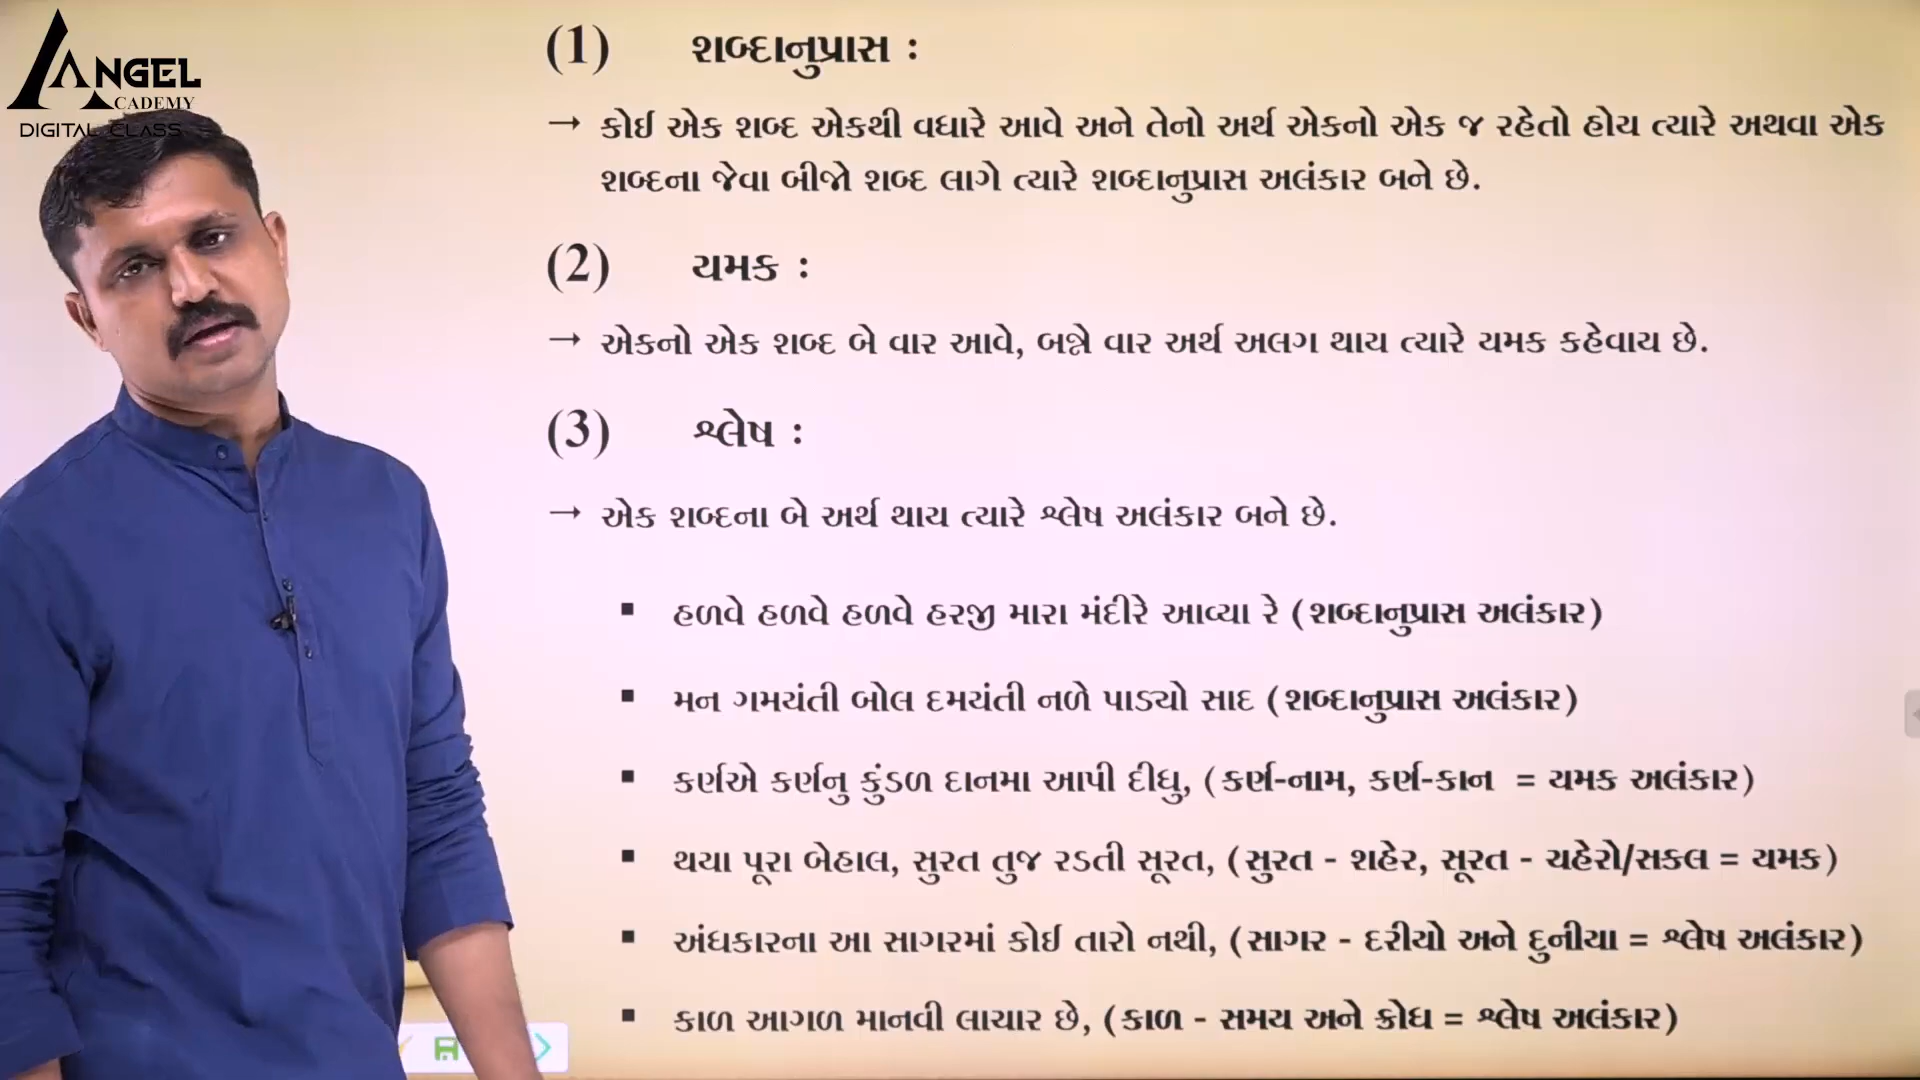 ANGEL
ACADEMY
DIGITAL CLASS
(1) શબ્દાનુપ્રાસ :
→ કોઈ એક શબ્દ એકથી વધારે આવે અને તેનો અર્થ એકનો એક જ રહેતો હોય ત્યારે અથવા એક
શબ્દના જેવા બીજો શબ્દ લાગે ત્યારે શબ્દાનુપ્રાસ અલંકાર બને છે.
(2) યમક :
→ એકનો એક શબ્દ બે વાર આવે, બન્ને વાર અર્થ અલગ થાય ત્યારે યમક કહેવાય છે.
(3) શ્લેષ :
→ એક શબ્દના બે અર્થ થાય ત્યારે શ્લેષ અલંકાર બને છે.
▪ હળવે હળવે હળવે હરજી મારા મંદીરે આવ્યા રે (શબ્દાનુપ્રાસ અલંકાર)
▪ મન ગમયંતી બોલ દમયંતી નળે પાડ્યો સાદ (શબ્દાનુપ્રાસ અલંકાર)
▪ કર્ણએ કર્ણનુ કુંડળ દાનમા આપી દીધુ, (કર્ણ-નામ, કર્ણ-કાન = યમક અલંકાર)
▪ થયા પૂરા બેહાલ, સુરત તુજ રડતી સૂરત, (સુરત - શહેર, સૂરત - ચહેરો/સકલ = યમક)
▪ અંધકારના આ સાગરમાં કોઈ તારો નથી, (સાગર - દરીયો અને દુનીયા = શ્લેષ અલંકાર)
▪ કાળ આગળ માનવી લાચાર છે, (કાળ - સમય અને ક્રોધ = શ્લેષ અલંકાર)